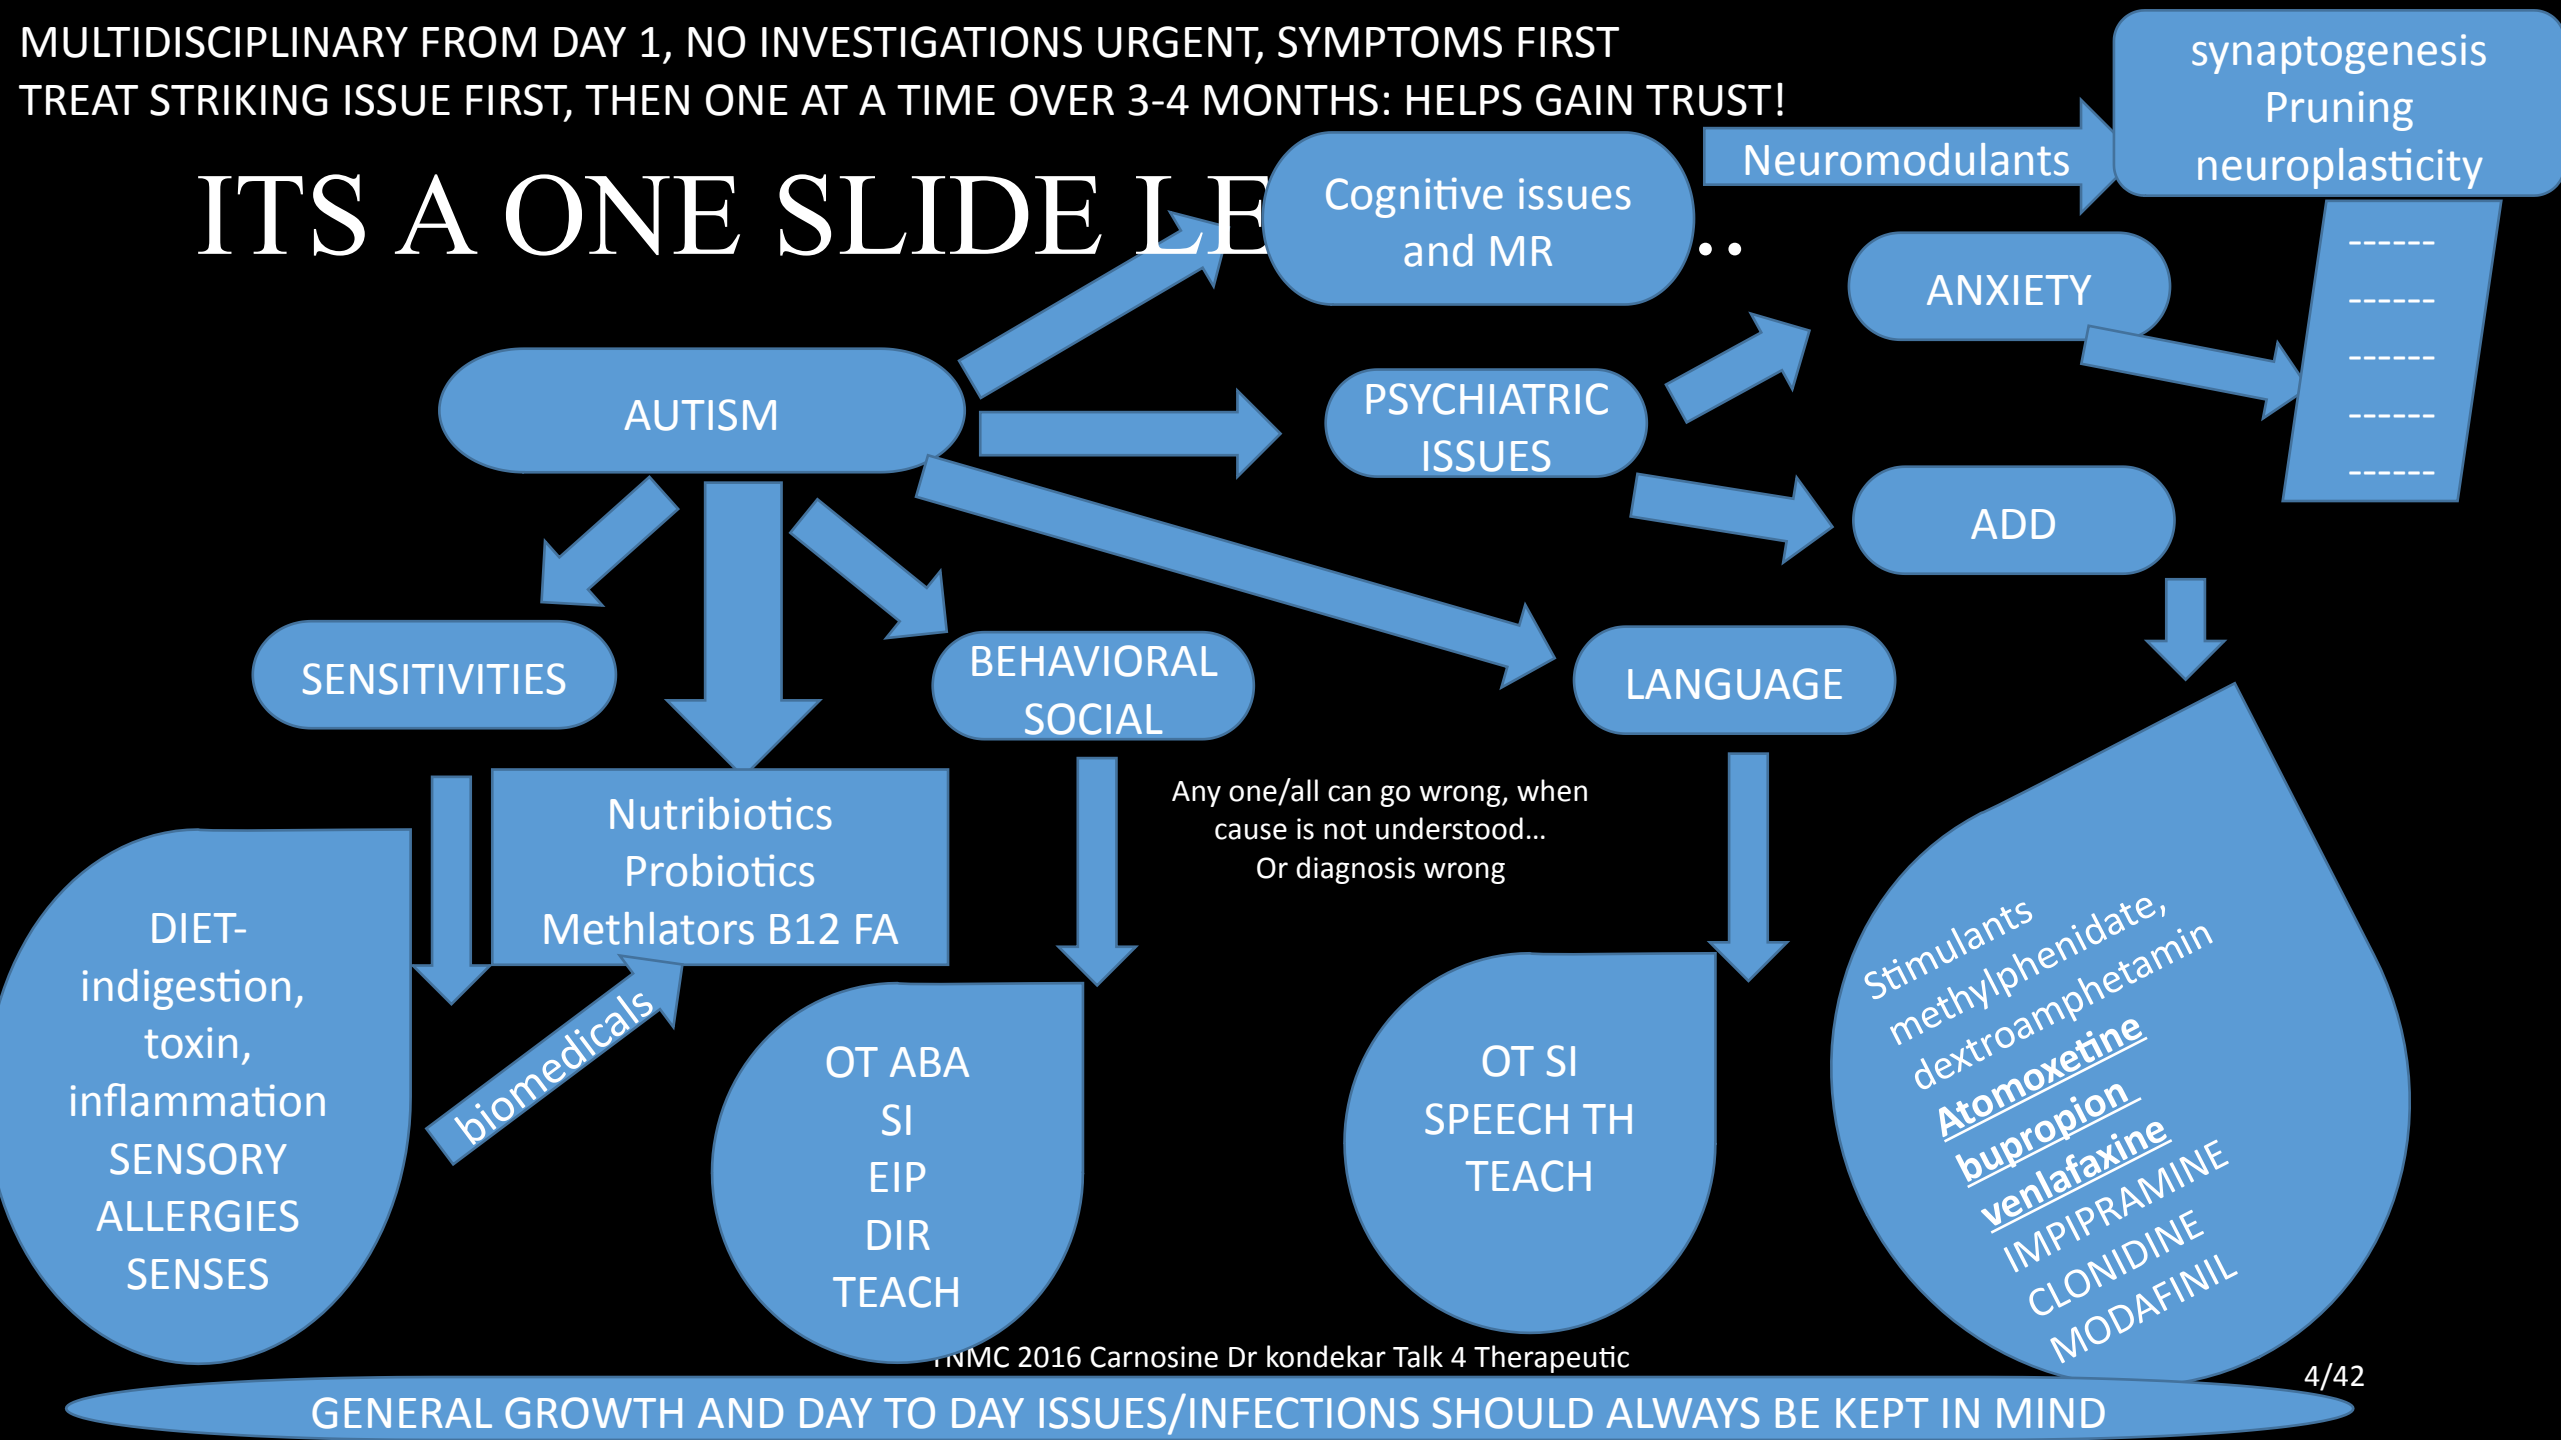 MULTIDISCIPLINARY FROM DAY 1, NO INVESTIGATIONS URGENT, SYMPTOMS FIRST
TREAT STRIKING ISSUE FIRST, THEN ONE AT A TIME OVER 3-4 MONTHS: HELPS GAIN TRUST!
ITS A ONE SLIDE LE
..
Cognitive issues
and MR
Neuromodulants
synaptogenesis
Pruning
neuroplasticity
------
------
------
------
------
ANXIETY
AUTISM
PSYCHIATRIC
ISSUES
ADD
SENSITIVITIES
BEHAVIORAL
SOCIAL
LANGUAGE
Nutribiotics
Probiotics
Methlators B12 FA
Any one/all can go wrong, when
cause is not understood...
Or diagnosis wrong
DIET-
indigestion,
toxin,
inflammation
SENSORY
ALLERGIES
SENSES
biomedicals
OT ABA
SI
EIP
DIR
TEACH
OT SI
SPEECH TH
TEACH
Stimulants
methylphenidate,
dextroamphetamin
Atomoxetine
bupropion
venlafaxine
IMPIPRAMINE
CLONIDINE
MODAFINIL
2016 Carnosine Dr kondekar Talk 4 Therapeutic
4/42
GENERAL GROWTH AND DAY TO DAY ISSUES/INFECTIONS SHOULD ALWAYS BE KEPT IN MIND